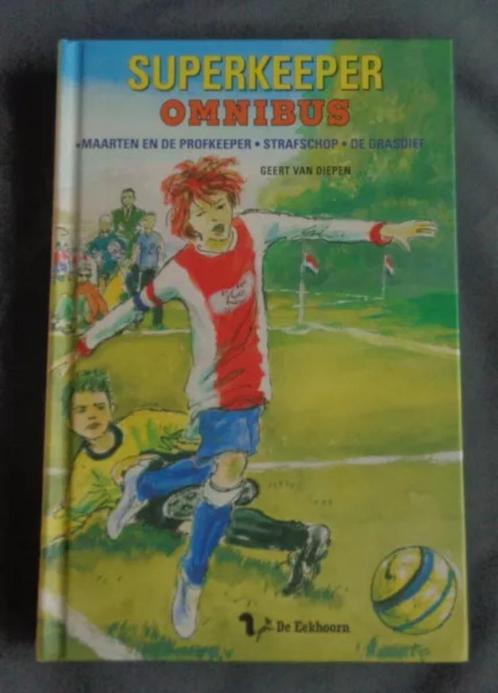 SUPERKEEPER
OMNIBUS
•MAARTEN EN DE PROFKEEPER • STRAFSCHOP • DE GRASDIEF
GEERT VAN DIEPEN
De Eekhoorn